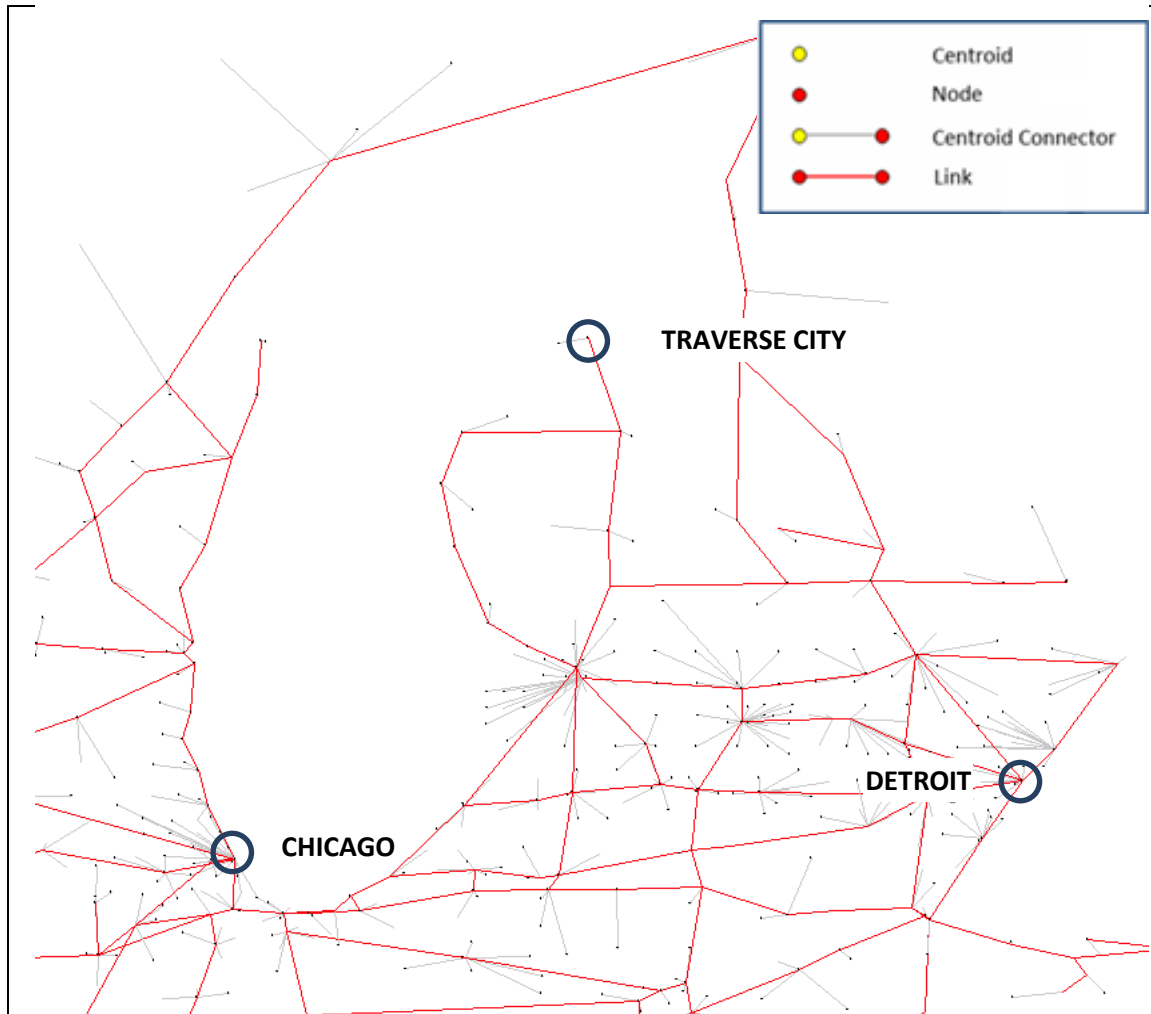 Centroid
Node
Centroid Connector
Link
TRAVERSE CITY
DETROIT
CHICAGO